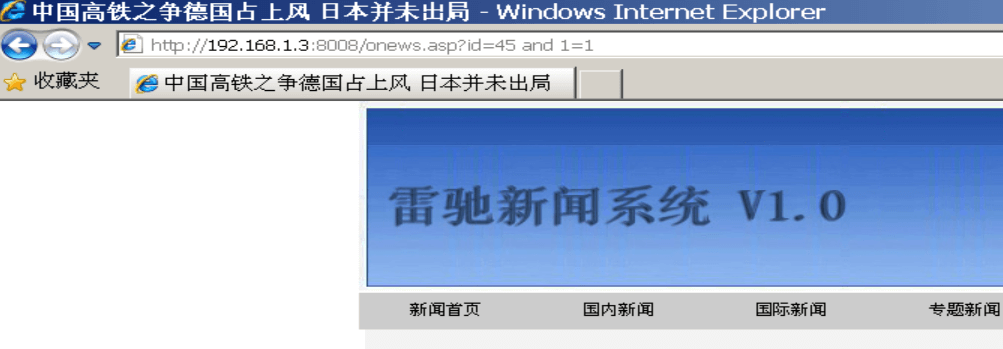 中国高铁之争德国占上风 日本并未出局 - Windows Internet Explorer
http://192.168.1.3:8008/onews.asp?id=45 and 1=1
收藏夹 中国高铁之争德国占上风 日本并未出局
雷驰新闻系统 V1.0
新闻首页 国内新闻 国际新闻 专题新闻